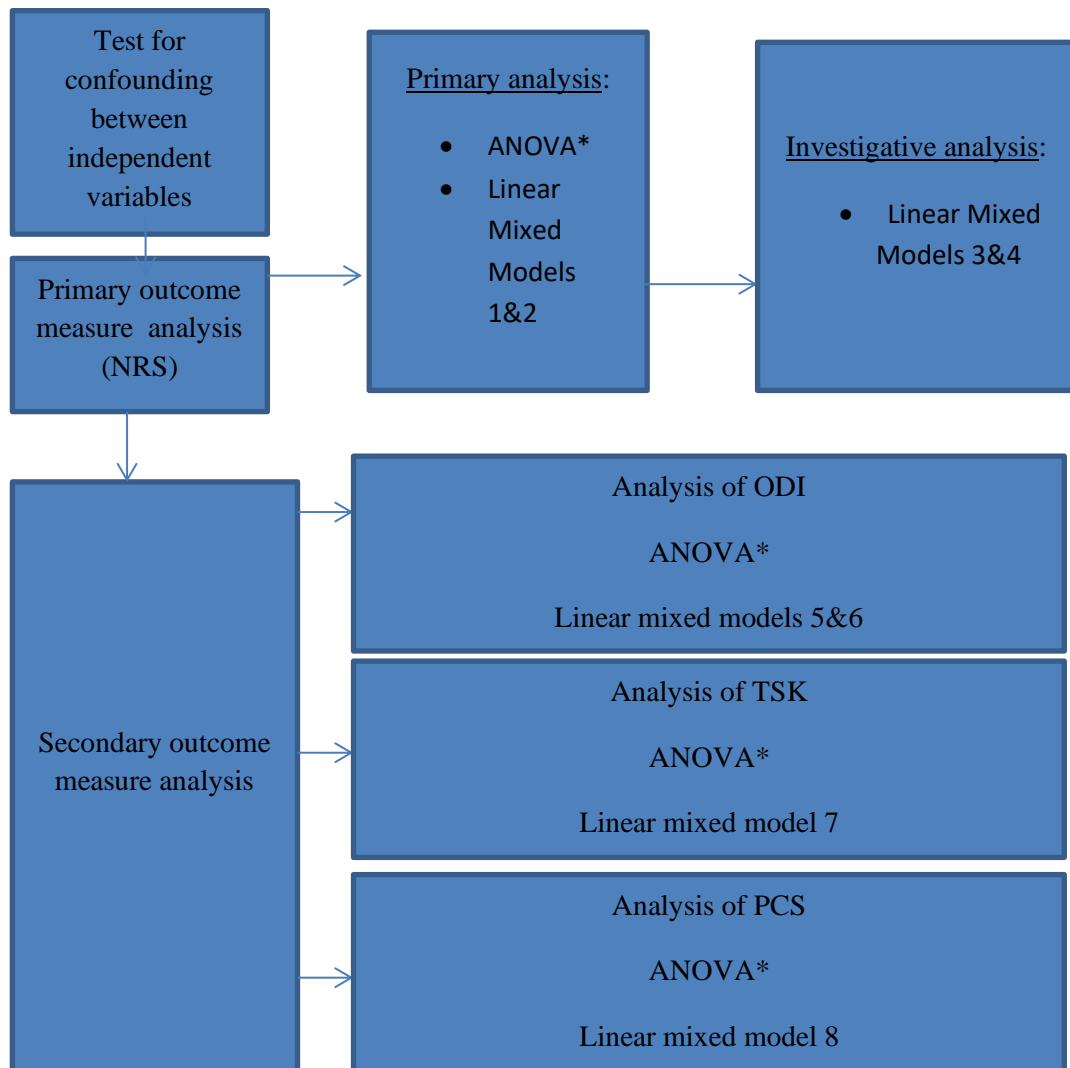 Test for
confounding
between
independent
variables
Primary outcome
measure analysis
(NRS)
Primary analysis:
• ANOVA*
• Linear
Mixed
Models
1&2
Investigative analysis:
• Linear Mixed
Models 3&4
Secondary outcome
measure analysis
Analysis of ODI
ANOVA*
Linear mixed models 5&6
Analysis of TSK
ANOVA*
Linear mixed model 7
Analysis of PCS
ANOVA*
Linear mixed model 8